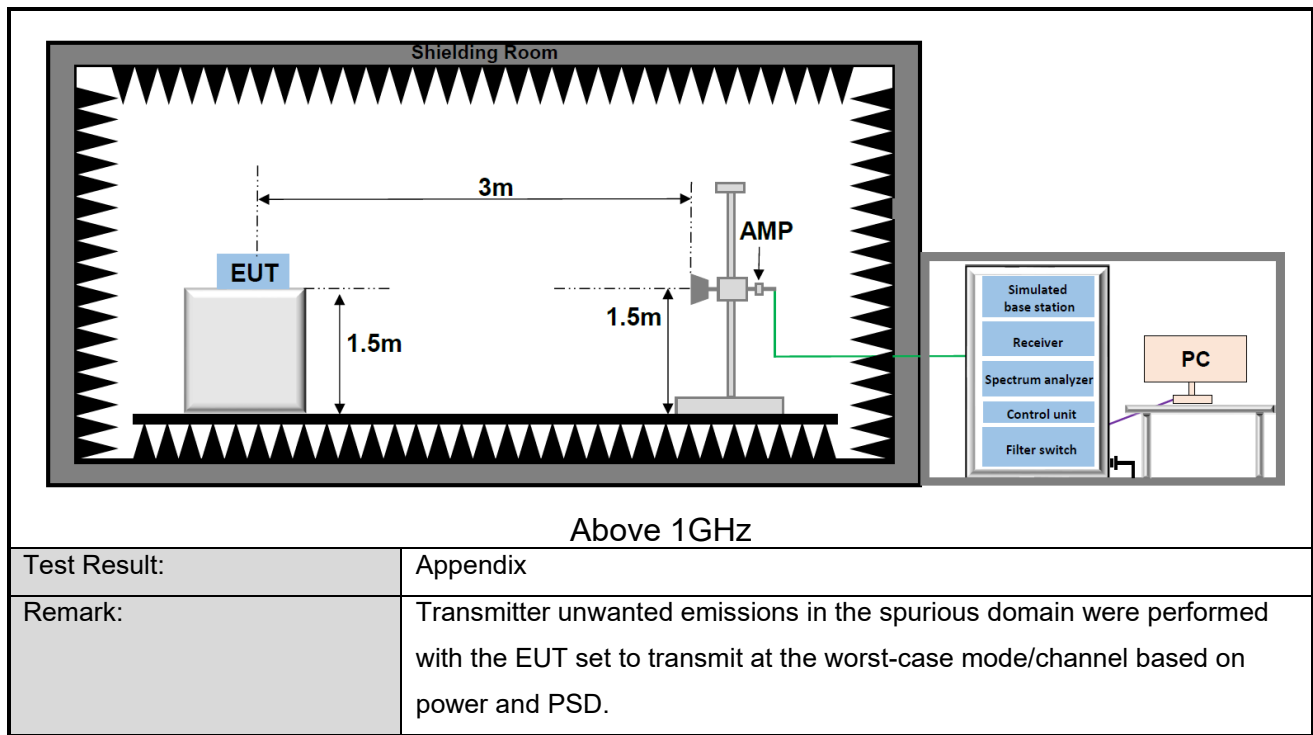 Shielding Room
3m
AMP
EUT
1.5m
1.5m
Simulated
base station
Receiver
Spectrum analyzer
Control unit
Filter switch
PC
Above 1GHz
Test Result: Appendix
Remark: Transmitter unwanted emissions in the spurious domain were performed
with the EUT set to transmit at the worst-case mode/channel based on
power and PSD.